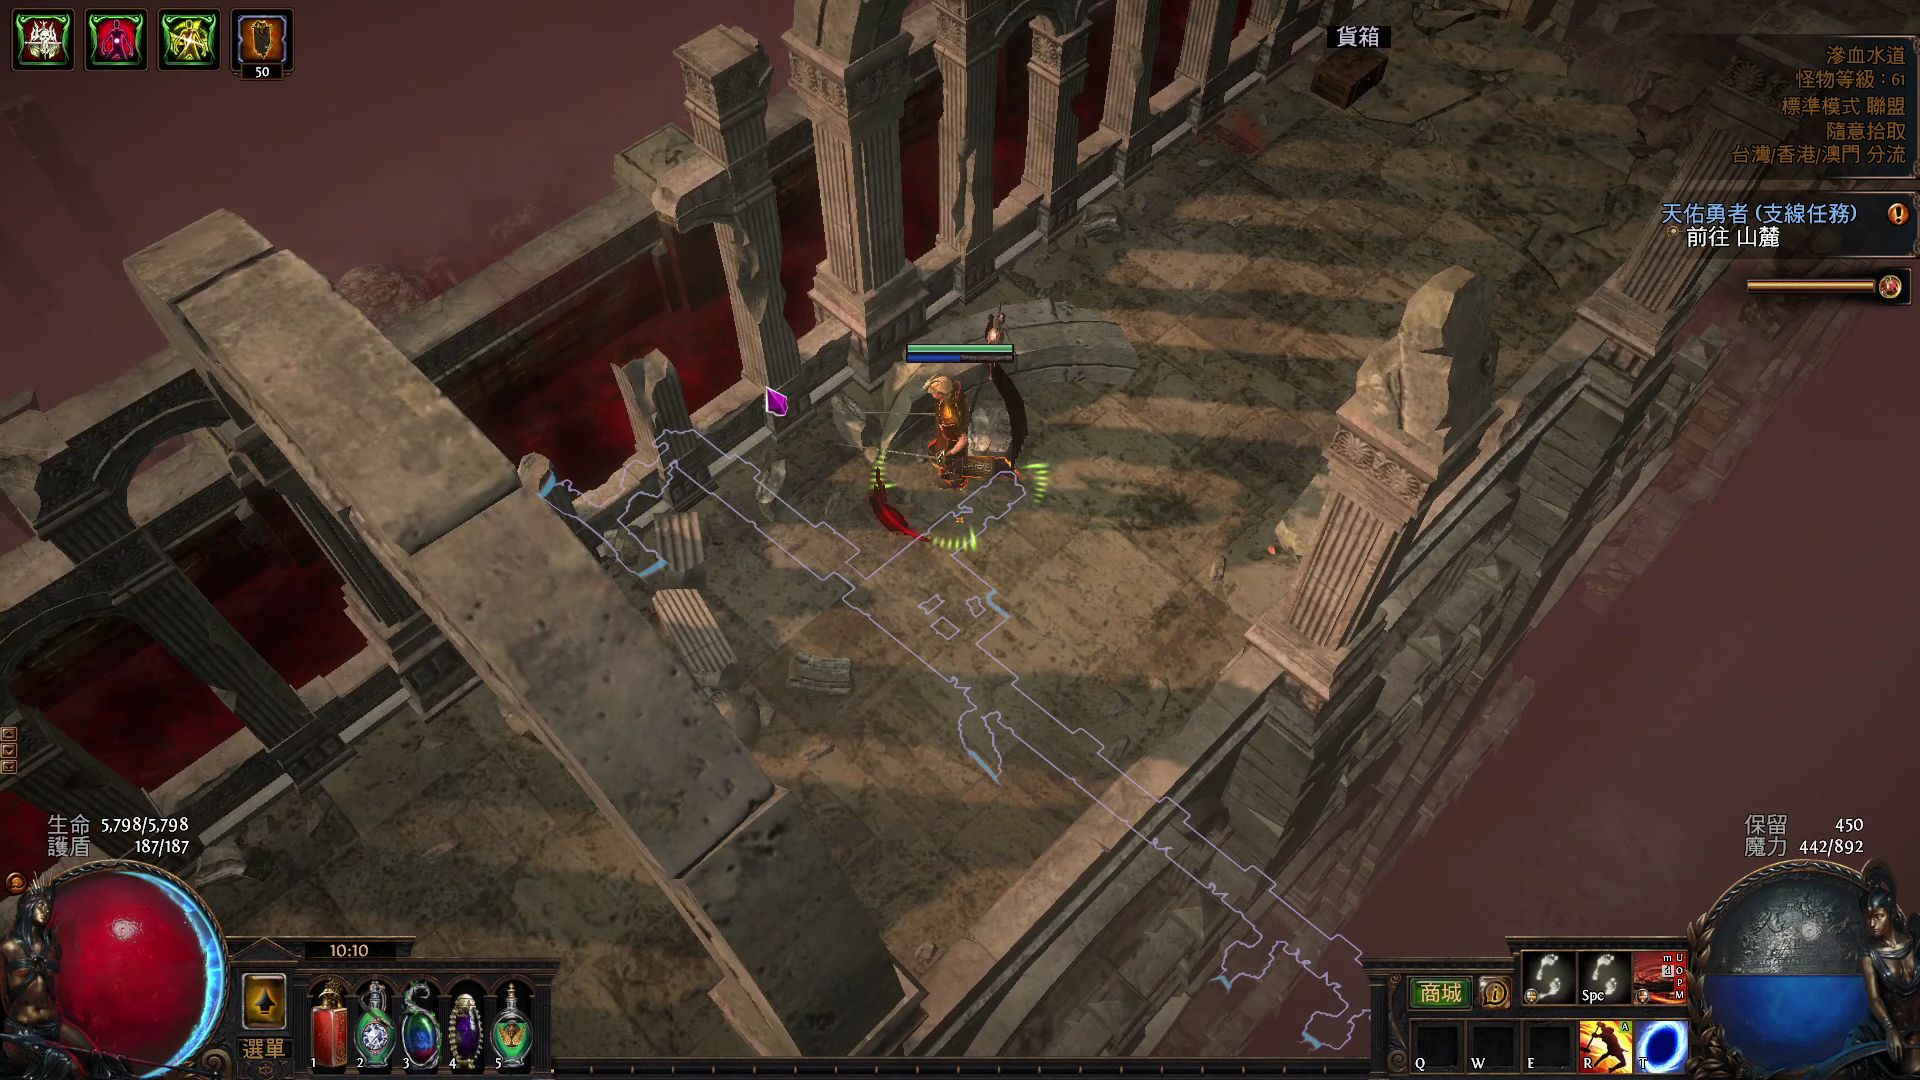 50
貨箱
滲血水道
怪物等級：61
標準模式 聯盟
隨意拾取
台灣/香港/澳門 分流
天佑勇者 (支線任務)
前往 山麓
生命 5,798/5,798
護盾 187/187
保留 450
魔力 442/892
10:10
選單
1 2 3 4 5
商城
Spc
Q W E R T
A